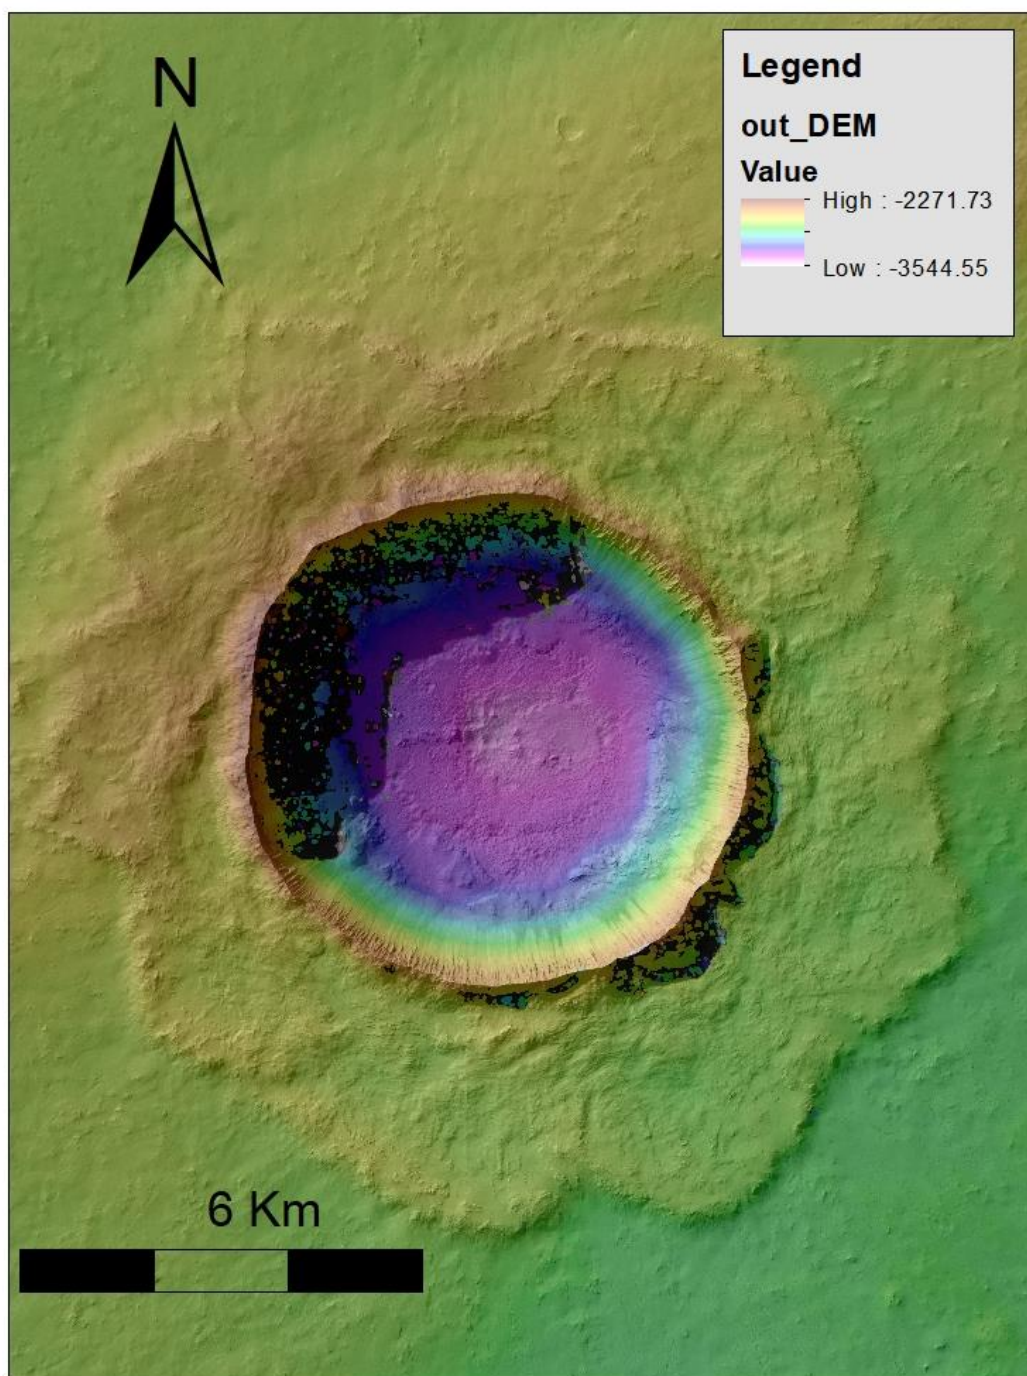 N
Legend
out_DEM
Value
High : -2271.73
Low : -3544.55
6 Km